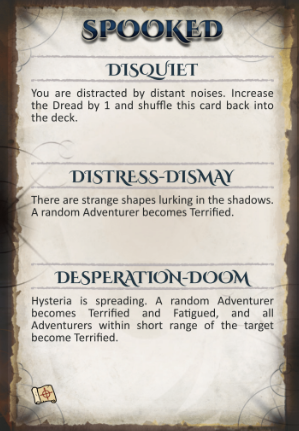 SPOOKED
DISQUIET
You are distracted by distant noises. Increase
the Dread by 1 and shuffle this card back into
the deck.
DISTRESS-DISMAY
There are strange shapes lurking in the shadows.
A random Adventurer becomes Terrified.
DESPERATION-DOOM
Hysteria is spreading. A random Adventurer
becomes Terrified and Fatigued, and all
Adventurers within short range of the target
become Terrified.